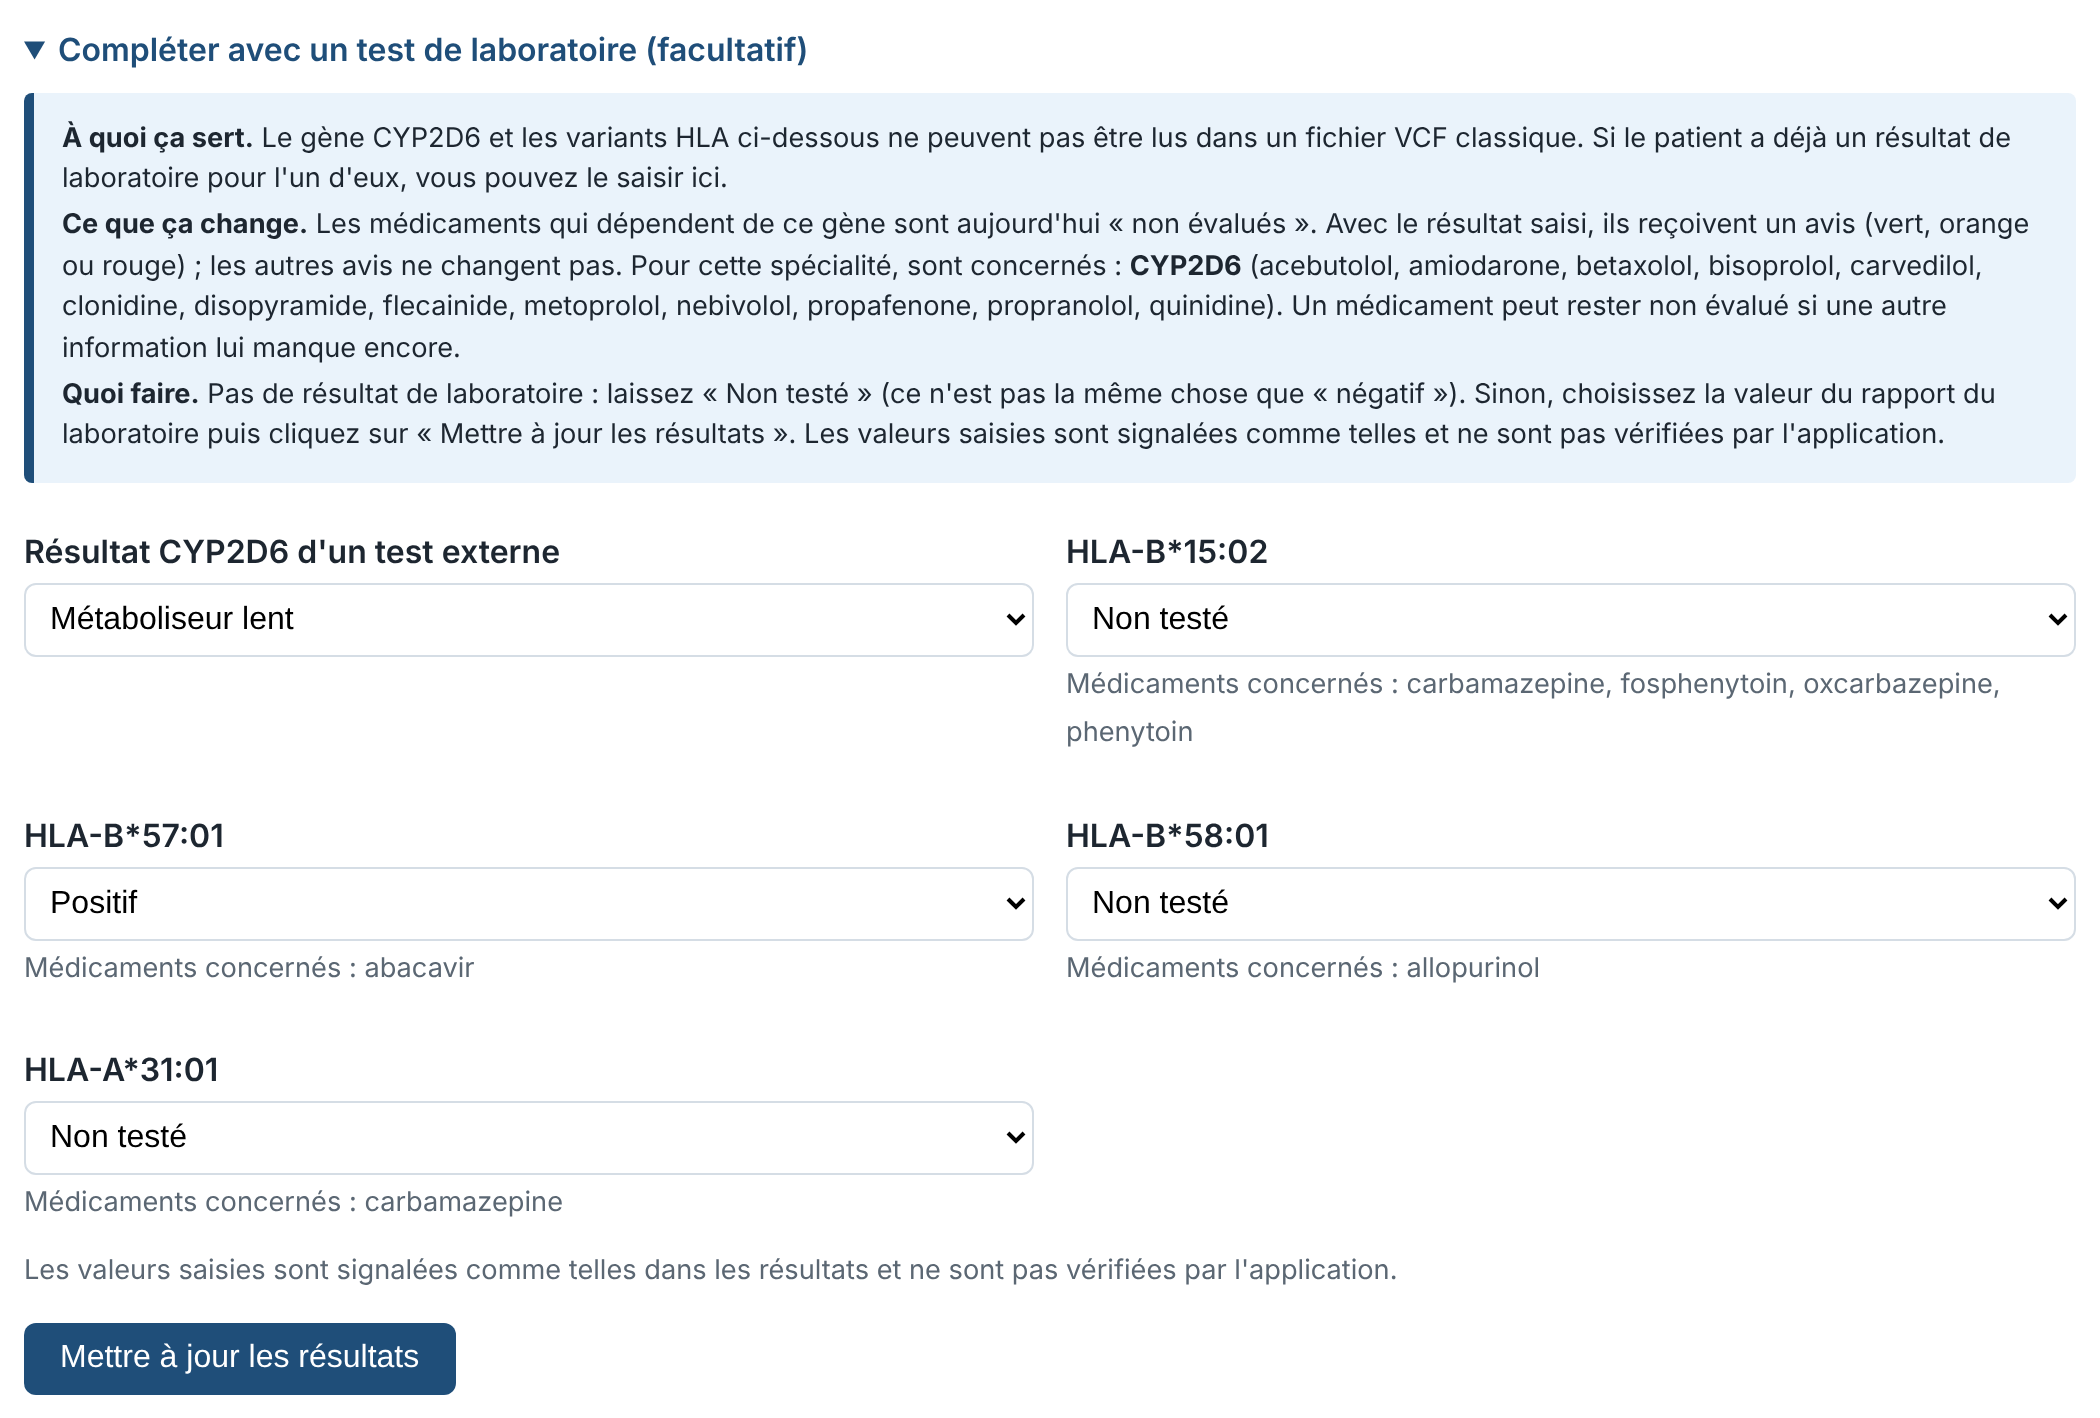 ▼ Compléter avec un test de laboratoire (facultatif)
À quoi ça sert. Le gène CYP2D6 et les variants HLA ci-dessous ne peuvent pas être lus dans un fichier VCF classique. Si le patient a déjà un résultat de
laboratoire pour l'un d'eux, vous pouvez le saisir ici.
Ce que ça change. Les médicaments qui dépendent de ce gène sont aujourd'hui « non évalués ». Avec le résultat saisi, ils reçoivent un avis (vert, orange
ou rouge) ; les autres avis ne changent pas. Pour cette spécialité, sont concernés : CYP2D6 (acebutolol, amiodarone, betaxolol, bisoprolol, carvedilol,
clonidine, disopyramide, flecainide, metoprolol, nebivolol, propafenone, propranolol, quinidine). Un médicament peut rester non évalué si une autre
information lui manque encore.
Quoi faire. Pas de résultat de laboratoire : laissez « Non testé » (ce n'est pas la même chose que « négatif »). Sinon, choisissez la valeur du rapport du
laboratoire puis cliquez sur « Mettre à jour les résultats ». Les valeurs saisies sont signalées comme telles et ne sont pas vérifiées par l'application.
Résultat CYP2D6 d'un test externe
Métaboliseur lent
HLA-B*15:02
Non testé
Médicaments concernés : carbamazepine, fosphenytoin, oxcarbazepine,
phenytoin
HLA-B*57:01
Positif
Médicaments concernés : abacavir
HLA-B*58:01
Non testé
Médicaments concernés : allopurinol
HLA-A*31:01
Non testé
Médicaments concernés : carbamazepine
Les valeurs saisies sont signalées comme telles dans les résultats et ne sont pas vérifiées par l'application.
Mettre à jour les résultats